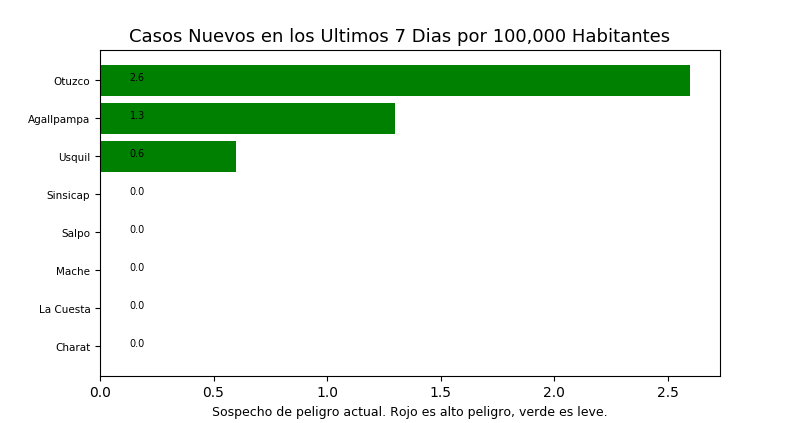 Casos Nuevos en los Ultimos 7 Dias por 100,000 Habitantes
Otuzco 2.6
Agallpampa 1.3
Usquil 0.6
Sinsicap 0.0
Salpo 0.0
Mache 0.0
La Cuesta 0.0
Charat 0.0
0.0 0.5 1.0 1.5 2.0 2.5
Sospecho de peligro actual. Rojo es alto peligro, verde es leve.